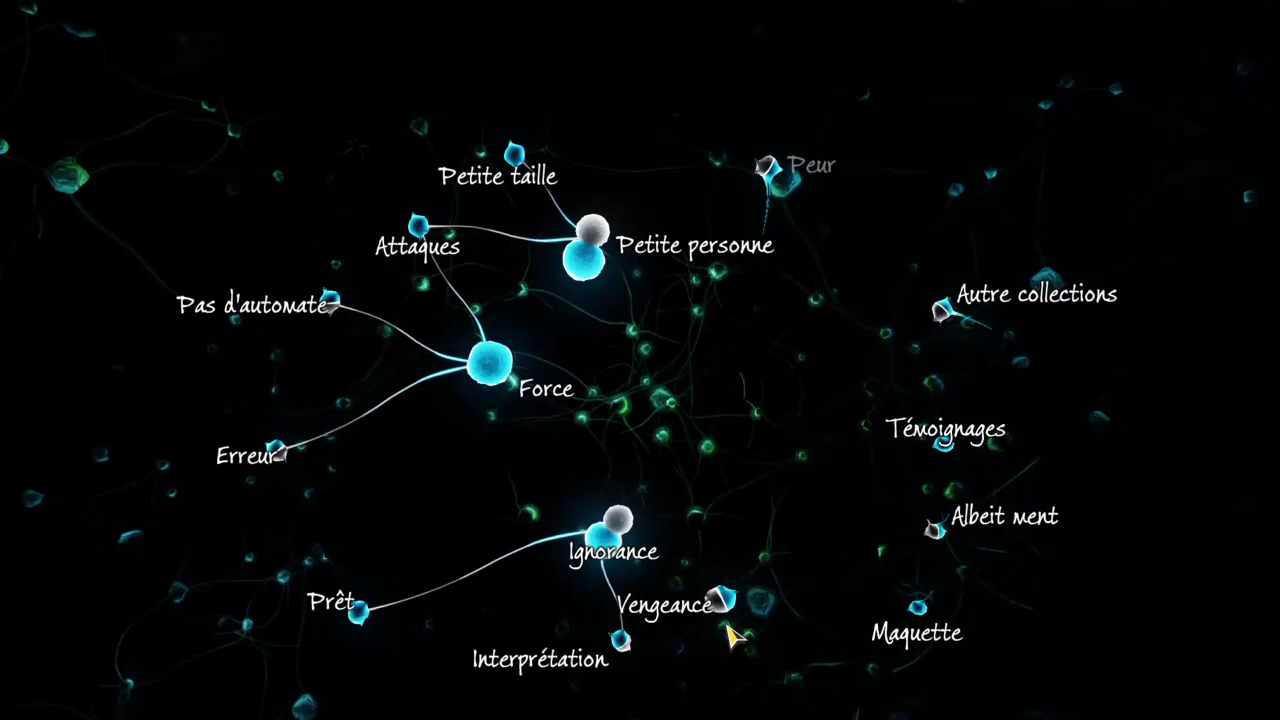 Peur
Petite taille
Petite personne
Attaques
Autre collections
Pas d'automate
Force
Témoignages
Erreur
Albeit ment
Ignorance
Prêt
Vengeance
Maquette
Interprétation